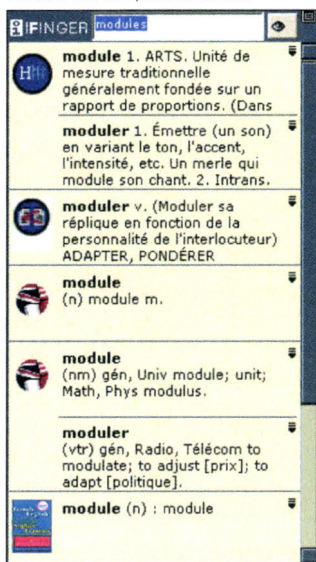 iFINGER modules
module 1. ARTS. Unité de
mesure traditionnelle
généralement fondée sur un
rapport de proportions. (Dans
moduler 1. Émettre (un son)
en variant le ton, l'accent,
l'intensité, etc. Un merle qui
module son chant. 2. Intrans.
moduler v. (Moduler sa
réplique en fonction de la
personnalité de l'interlocuteur)
ADAPTER, PONDÉRER
module
(n) module m.
module
(nm) gén, Univ module; unit;
Math, Phys modulus.
moduler
(vtr) gén, Radio, Télécom to
modulate; to adjust [prix]; to
adapt [politique].
module (n) : module